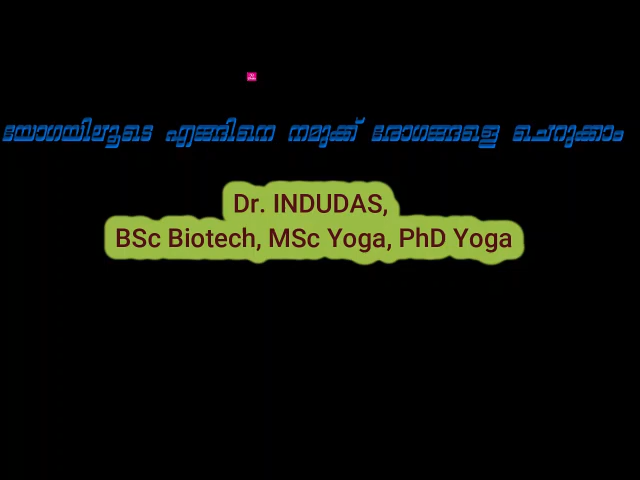 യോഗയിലൂടെ എങ്ങിനെ നമുക്ക് രോഗങ്ങളെ ചെറുക്കാം
Dr. INDUDAS,
BSc Biotech, MSc Yoga, PhD Yoga